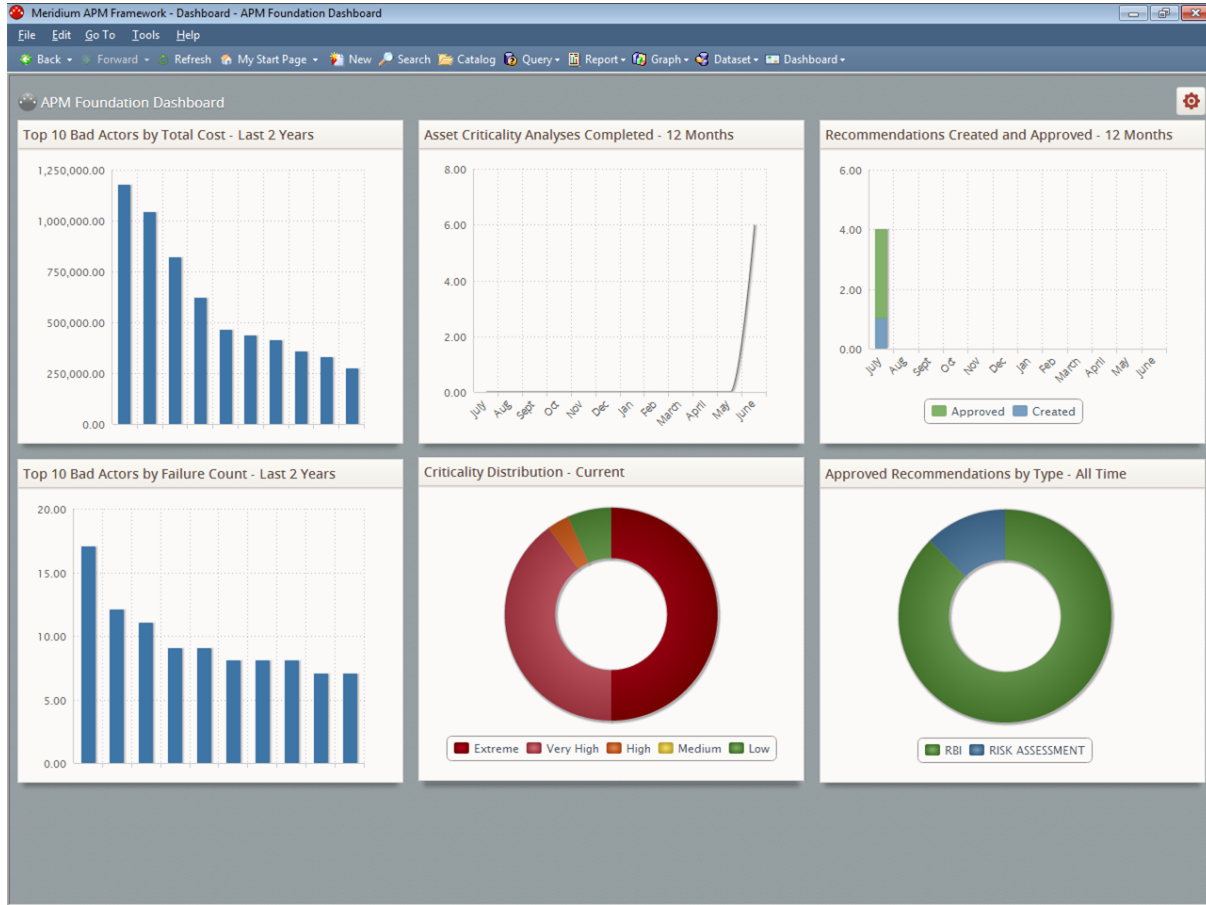 Meridium APM Framework - Dashboard - APM Foundation Dashboard
File Edit Go To Tools Help
Back Forward Refresh My Start Page New Search Catalog Query Report Graph Dataset Dashboard
APM Foundation Dashboard
Top 10 Bad Actors by Total Cost - Last 2 Years
1,250,000.00
1,000,000.00
750,000.00
500,000.00
250,000.00
0.00
Asset Criticality Analyses Completed - 12 Months
8.00
6.00
4.00
2.00
0.00
July Aug Sept Oct Nov Dec Jan Feb March April May June
Recommendations Created and Approved - 12 Months
6.00
4.00
2.00
0.00
July Aug Sept Oct Nov Dec Jan Feb March April May June
Approved Created
Top 10 Bad Actors by Failure Count - Last 2 Years
20.00
15.00
10.00
5.00
0.00
Criticality Distribution - Current
Extreme Very High High Medium Low
Approved Recommendations by Type - All Time
RBI RISK ASSESSMENT